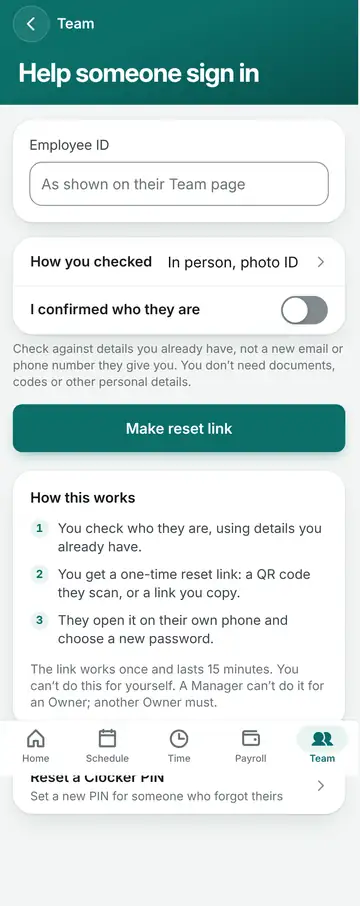 Team
Help someone sign in
Employee ID
As shown on their Team page
How you checked In person, photo ID
I confirmed who they are
Check against details you already have, not a new email or
phone number they give you. You don't need documents,
codes or other personal details.
Make reset link
How this works
1 You check who they are, using details you
already have.
2 You get a one-time reset link: a QR code
they scan, or a link you copy.
3 They open it on their own phone and
choose a new password.
The link works once and lasts 15 minutes. You
can't do this for yourself. A Manager can't do it for
an Owner; another Owner must.
Home Schedule Time Payroll Team
Reset a Clocker PIN
Set a new PIN for someone who forgot theirs